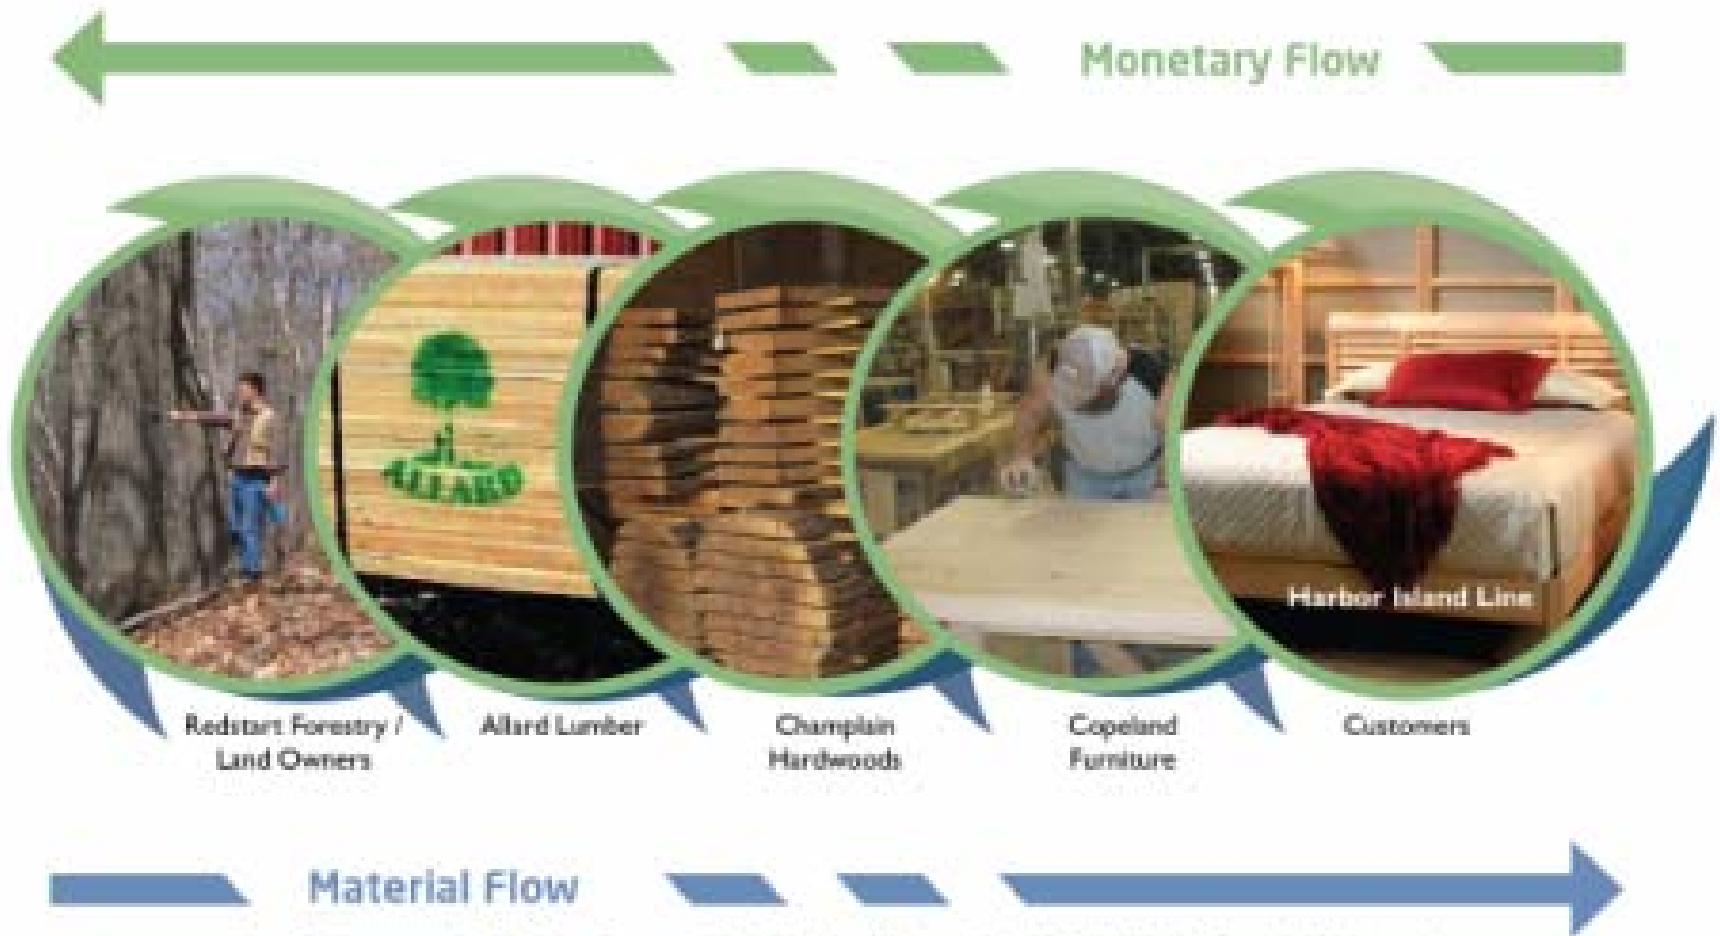 Monetary Flow
ALLARD
Harbor Island Line
Redstart Forestry /
Land Owners
Allard Lumber
Champlain
Hardwoods
Copeland
Furniture
Customers
Material Flow